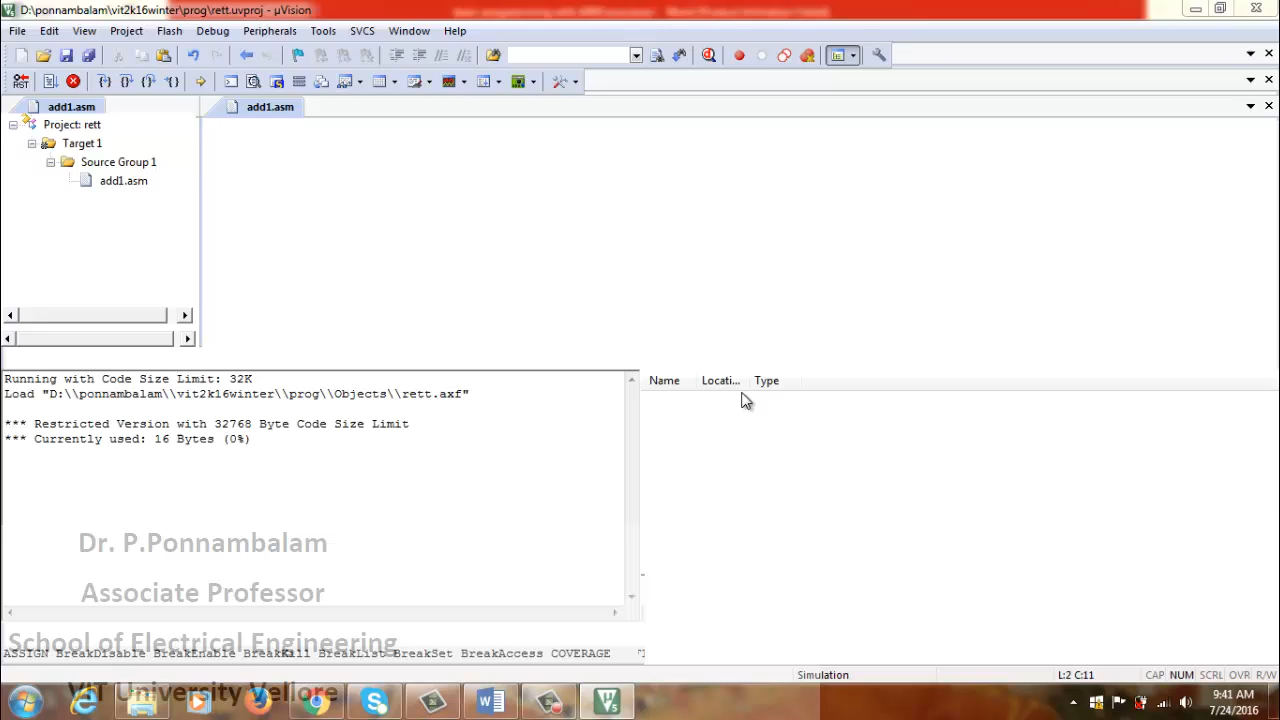 D:\ponnambalam\vit2k16winter\prog\rett.uvproj - µVision
File Edit View Project Flash Debug Peripherals Tools SVCS Window Help
RST
add1.asm
add1.asm
Project: rett
Target 1
Source Group 1
add1.asm
Running with Code Size Limit: 32K
Load "D:\\ponnambalam\\vit2k16winter\\prog\\Objects\\rett.axf"
*** Restricted Version with 32768 Byte Code Size Limit
*** Currently used: 16 Bytes (0%)
Name Locati... Type
Dr. P.Ponnambalam
Associate Professor
School of Electrical Engineering
ASSIGN BreakDisable BreakEnable BreakKill BreakList BreakSet BreakAccess COVERAGE
VIT University Vellore
Simulation
L:2 C:11
CAP NUM SCRL OVR R/W
9:41 AM
7/24/2016